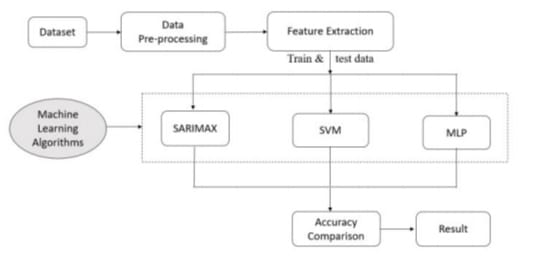 Dataset
Data
Pre-processing
Feature Extraction
Train & test data
Machine
Learning
Algorithms
SARIMAX
SVM
MLP
Accuracy
Comparison
Result